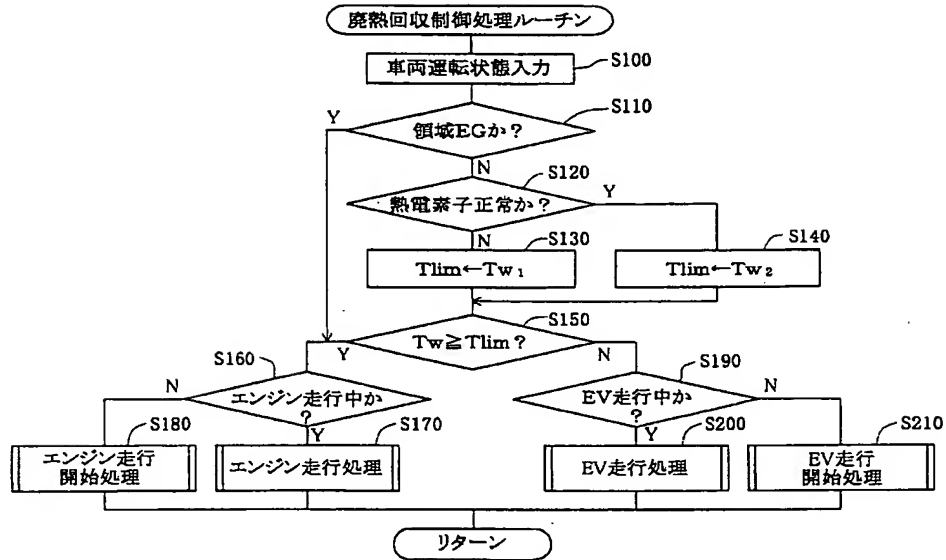 廃熱回収制御処理ルーチン
車両運転状態入力
S100
S110
Y
領域EGか？
N
S120
熱電素子正常か？
Y
N
S130
Tlim←Tw₁
S140
Tlim←Tw₂
S150
Tw≧Tlim？
Y
N
S160
エンジン走行中か
？
N
Y
S190
EV走行中か
？
N
Y
S180
エンジン走行
開始処理
S170
エンジン走行処理
S200
EV走行処理
S210
EV走行
開始処理
リターン